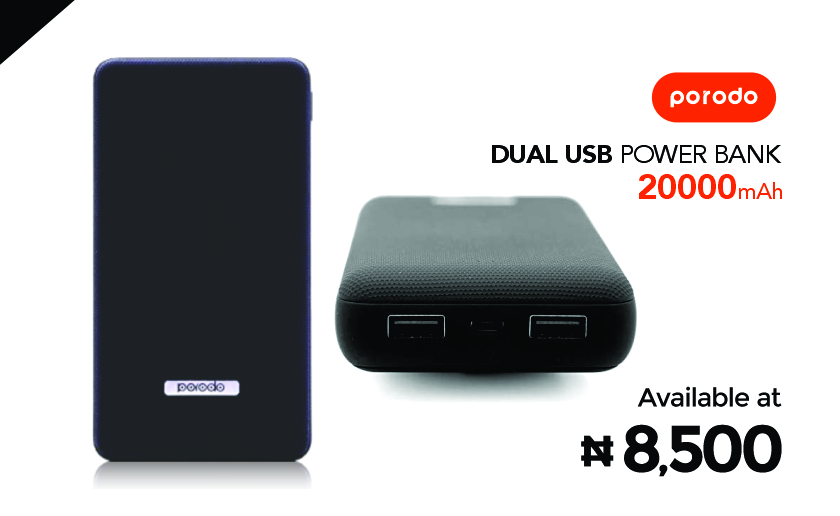 porodo
DUAL USB POWER BANK
20000mAh
porodo
Available at
₦ 8,500